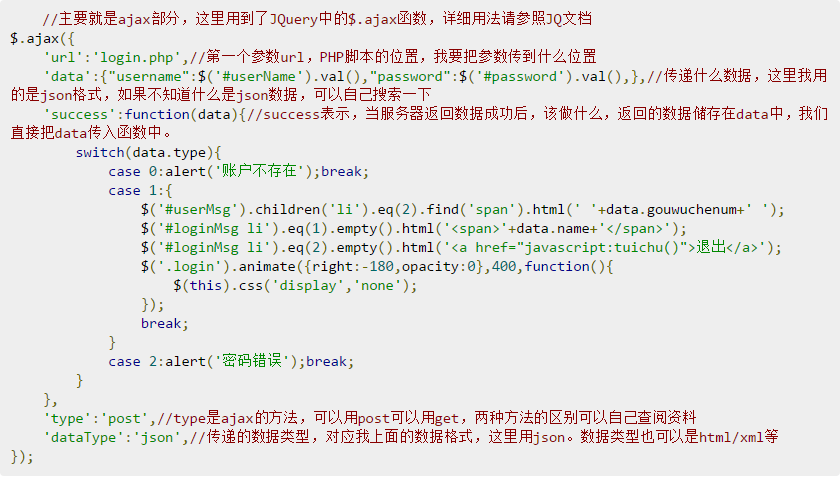 //主要就是ajax部分，这里用到了JQuery中的$.ajax函数，详细用法请参照JQ文档
$.ajax({
    'url':'login.php',//第一个参数url，PHP脚本的位置，我要把参数传到什么位置
    'data':{"username":$('#userName').val(),"password":$('#password').val(),},//传递什么数据，这里我用
的是json格式，如果不知道什么是json数据，可以自己搜索一下
    'success':function(data){//success表示，当服务器返回数据成功后，该做什么，返回的数据储存在data中，我们
直接把data传入函数中。
        switch(data.type){
            case 0:alert('账户不存在');break;
            case 1:{
                $('#userMsg').children('li').eq(2).find('span').html(' '+data.gouwuchenum+' ');
                $('#loginMsg li').eq(1).empty().html('<span>'+data.name+'</span>');
                $('#loginMsg li').eq(2).empty().html('<a href="javascript:tuichu()">退出</a>');
                $('.login').animate({right:-180,opacity:0},400,function(){
                    $(this).css('display','none');
                });
                break;
            }
            case 2:alert('密码错误');break;
        }
    },
    'type':'post',//type是ajax的方法，可以用post可以用get，两种方法的区别可以自己查阅资料
    'dataType':'json',//传递的数据类型，对应我上面的数据格式，这里用json。数据类型也可以是html/xml等
});